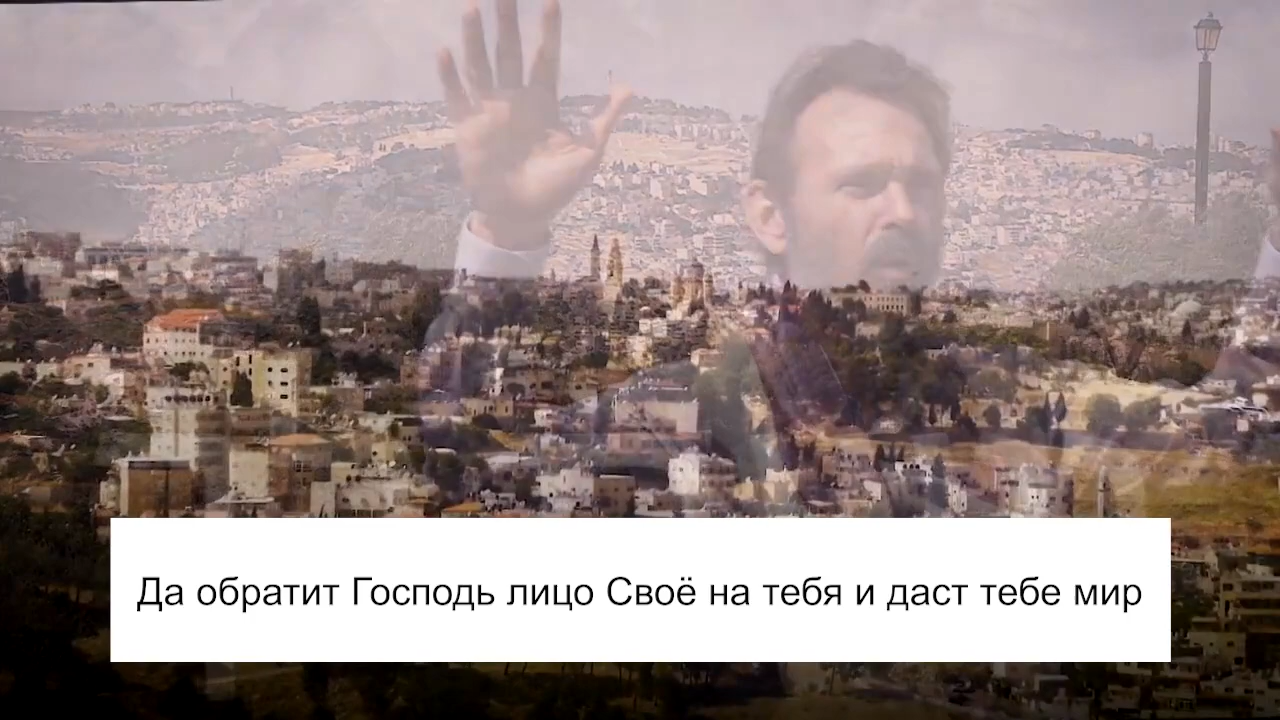 Да обратит Господь лицо Своё на тебя и даст тебе мир